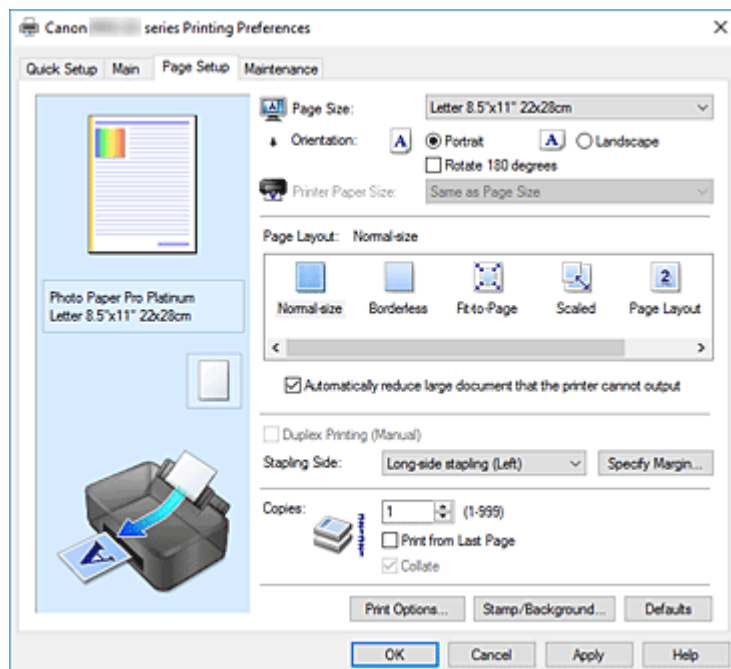 Canon series Printing Preferences
Quick Setup Main Page Setup Maintenance
Page Size: Letter 8.5"x11" 22x28cm
Orientation: A Portrait A Landscape
Rotate 180 degrees
Printer Paper Size: Same as Page Size
Page Layout: Normal-size
Normal-size Borderless Fit-to-Page Scaled Page Layout
Automatically reduce large document that the printer cannot output
Photo Paper Pro Platinum
Letter 8.5"x11" 22x28cm
Duplex Printing (Manual)
Stapling Side: Long-side stapling (Left) Specify Margin...
Copies: 1 (1-999)
Print from Last Page
Collate
Print Options... Stamp/Background... Defaults
OK Cancel Apply Help